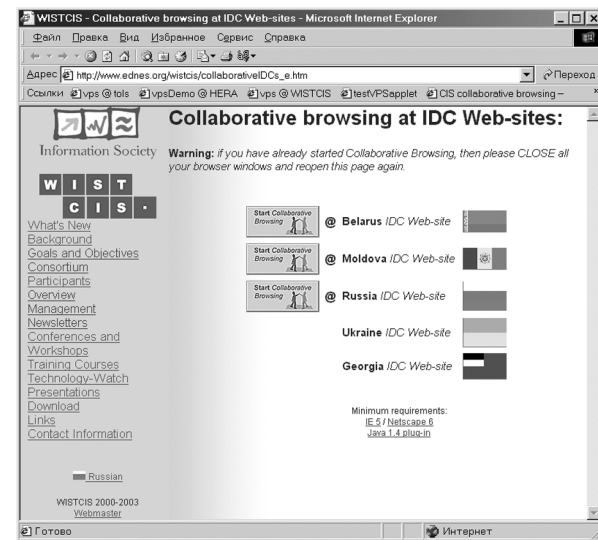 WISTCIS - Collaborative browsing at IDC Web-sites - Microsoft Internet Explorer
Файл Правка Вид Избранное Сервис Справка
Адрес http://www.ednes.org/wistcis/collaborativeIDCs_e.htm Переход
Ссылки vps @ tols vpsDemo @ HERA vps @ WISTCIS testVPSapplet CIS collaborative browsing –
Information Society
W I S T
C I S .
What's New
Background
Goals and Objectives
Consortium
Participants
Overview
Management
Newsletters
Conferences and
Workshops
Training Courses
Technology-Watch
Presentations
Download
Links
Contact Information
Russian
WISTCIS 2000-2003
Webmaster
Collaborative browsing at IDC Web-sites:
Warning: if you have already started Collaborative Browsing, then please CLOSE all
your browser windows and reopen this page again.
Start Collaborative
Browsing
@ Belarus IDC Web-site
Start Collaborative
Browsing
@ Moldova IDC Web-site
Start Collaborative
Browsing
@ Russia IDC Web-site
Ukraine IDC Web-site
Georgia IDC Web-site
Minimum requirements:
IE 5 / Netscape 6
Java 1.4 plug-in
Готово Интернет